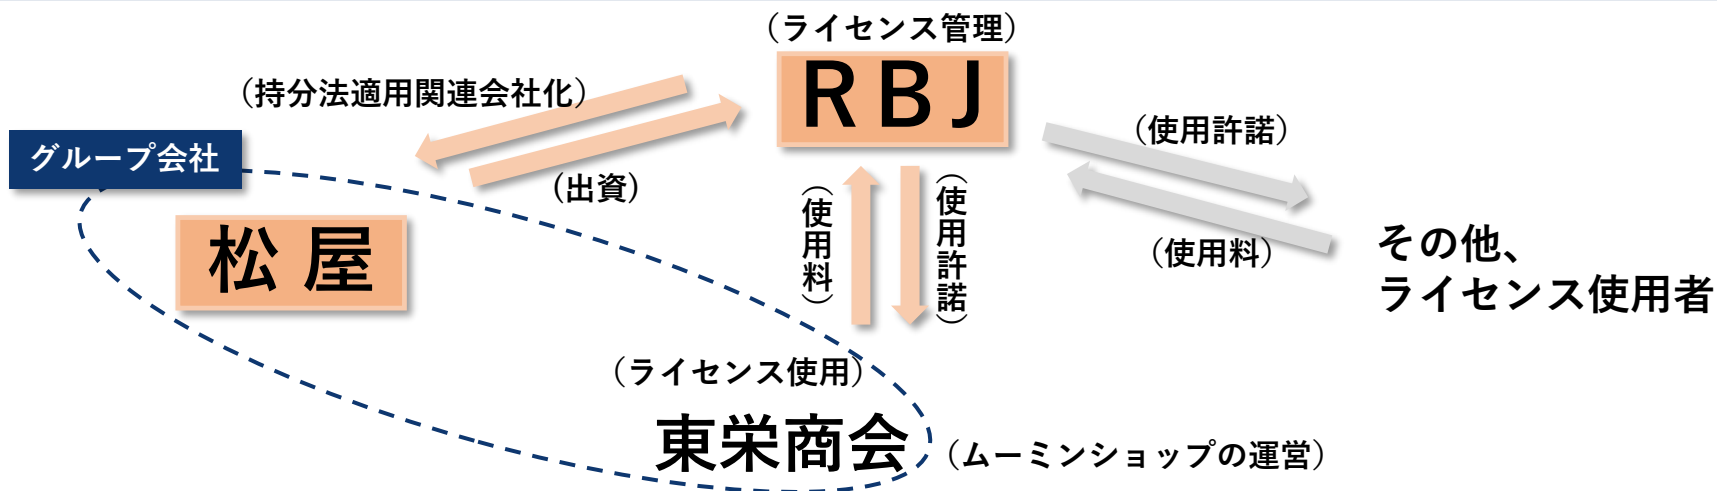 （ライセンス管理）
ＲＢＪ
（持分法適用関連会社化）
（出資）
グループ会社
松屋
（使用料）
（使用許諾）
（使用許諾）
（使用料）
その他、
ライセンス使用者
（ライセンス使用）
東栄商会
（ムーミンショップの運営）